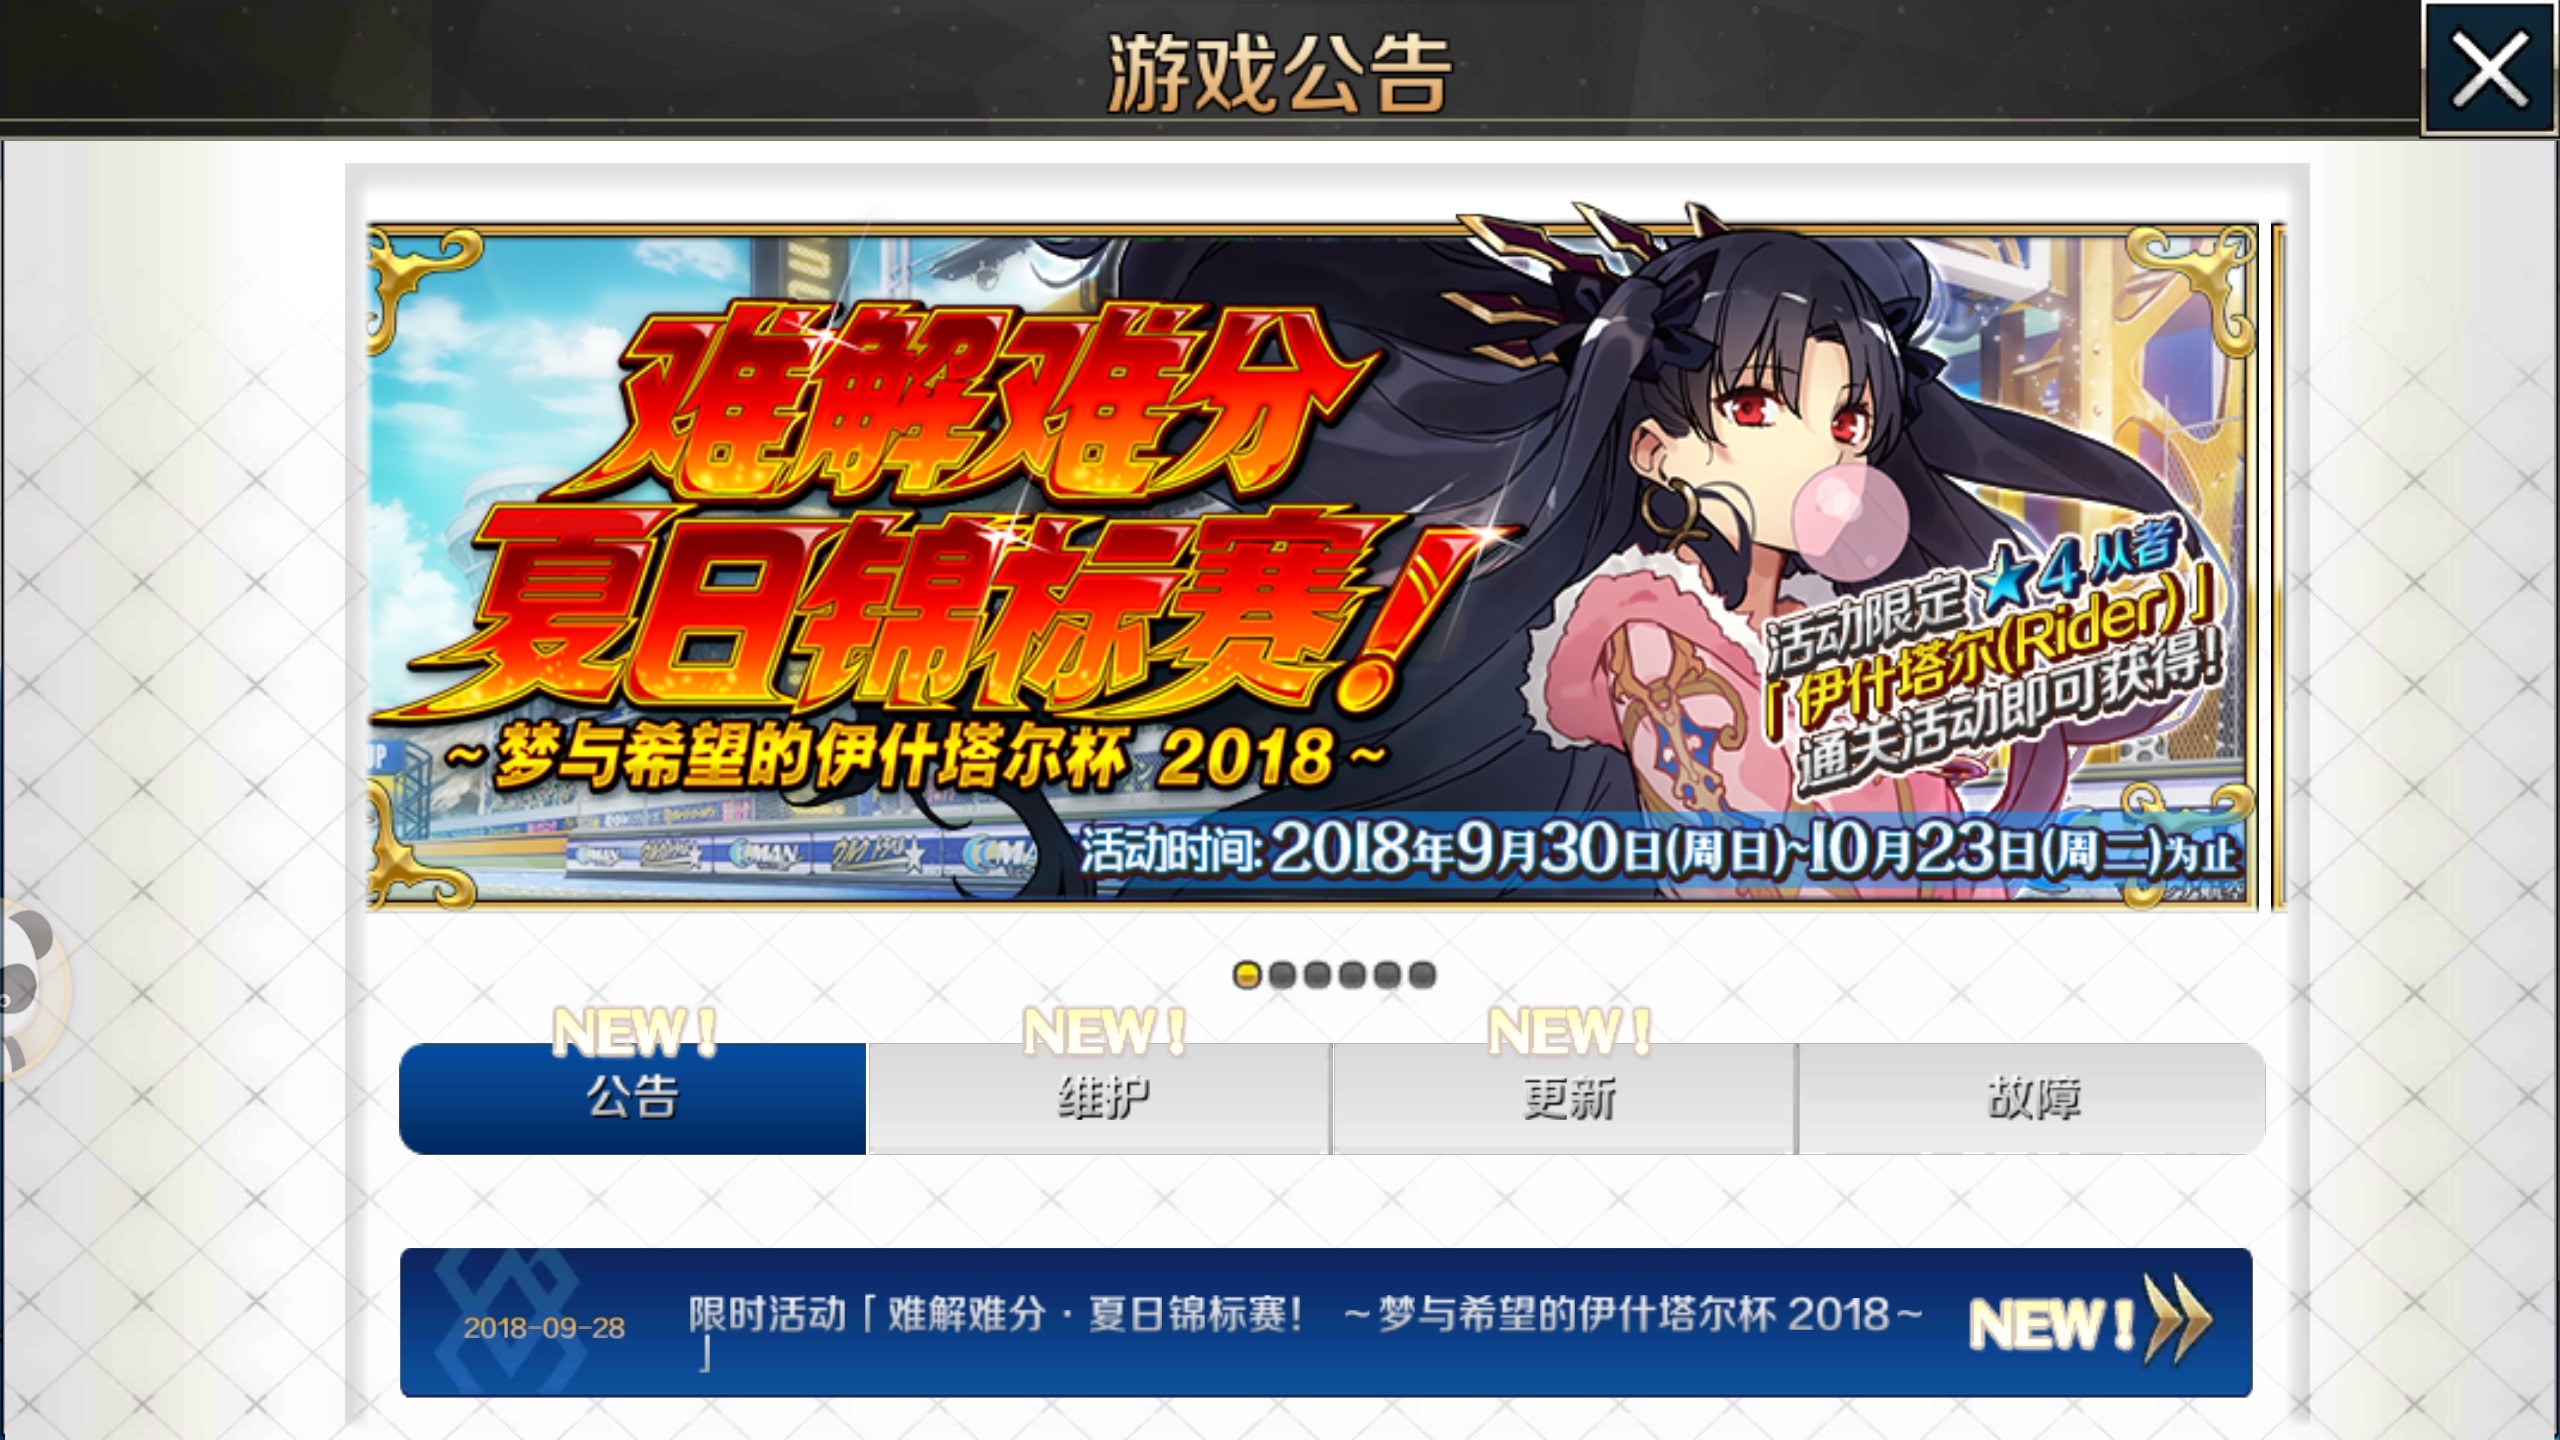 游戏公告
难解难分
夏日锦标赛！
～梦与希望的伊什塔尔杯 2018～
活动限定★4从者
「伊什塔尔(Rider)」
通关活动即可获得！
活动时间:2018年9月30日(周日)~10月23日(周二)为止
NEW！
NEW！
NEW！
公告
维护
更新
故障
2018-09-28
限时活动「难解难分·夏日锦标赛！ ～梦与希望的伊什塔尔杯 2018～
」
NEW！